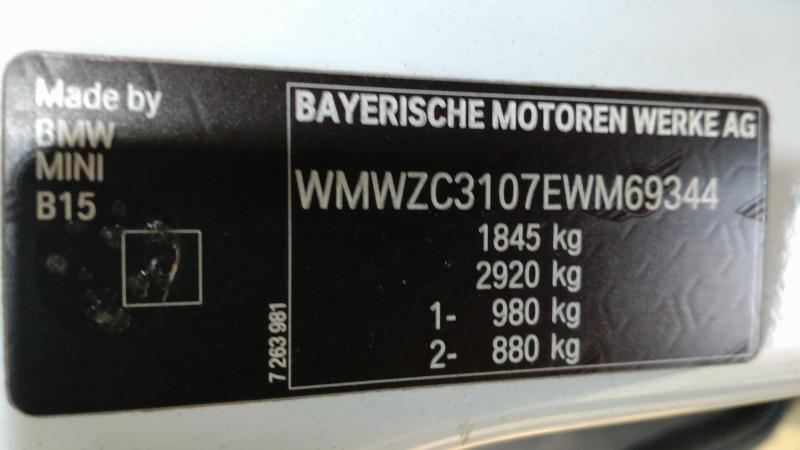 Made by
BMW
MINI
B15
7 263 981
BAYERISCHE MOTOREN WERKE AG
WMWZC3107EWM69344
1845 kg
2920 kg
1- 980 kg
2- 880 kg